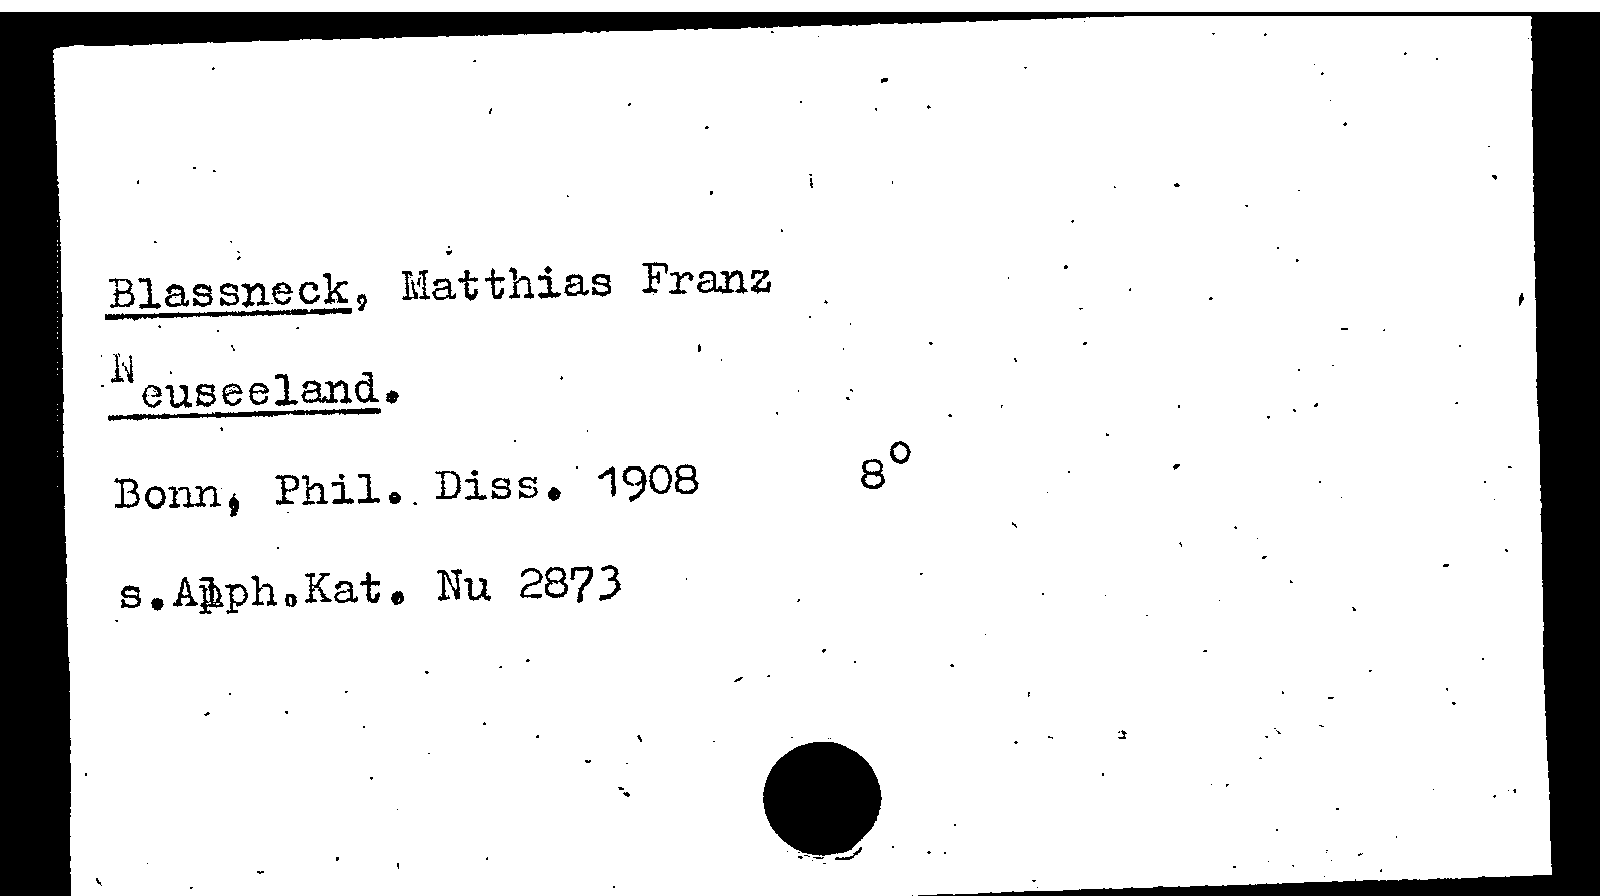 Blassneck, Matthias Franz
Neuseeland.
Bonn, Phil. Diss. 1908 8°
s.Alph.Kat. Nu 2873